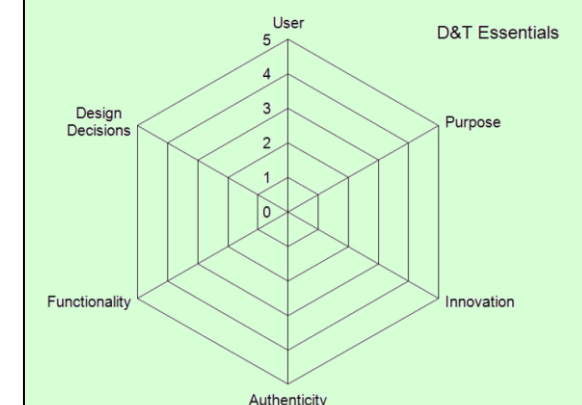 User
D&T Essentials
5
4
3
2
1
0
Design
Decisions
Purpose
Functionality
Innovation
Authenticity